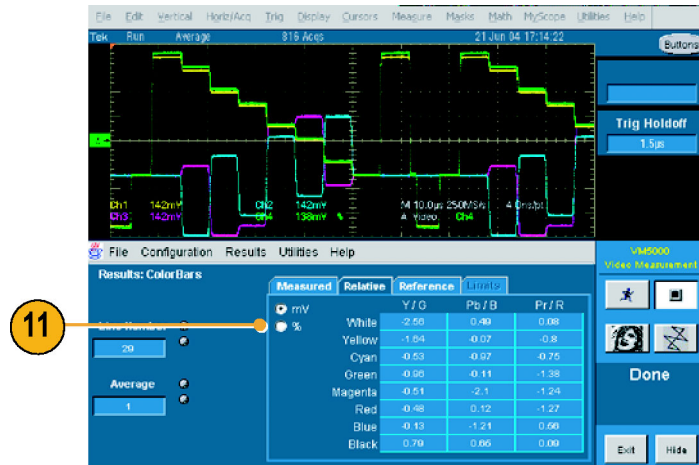 File Edit Vertical Horiz/Acq Trig Display Cursors Measure Masks Math MyScope Utilities Help
Tek Run Average 816 Acqs 21 Jun 04 17:14:22
Buttons
Trig Holdoff
1.5µs
Ch1 142mV Ch2 142mV M 10.0µs 250MS/s 4.0ns/pt
Ch3 142mV Ch4 138mV A Video Ch4
File Configuration Results Utilities Help
VM5000
Video Measurement
Results: ColorBars
Measured Relative Reference Limits
mV
%
Y/G Pb/B Pr/R
White -2.56 0.49 0.08
Yellow -1.64 -0.07 -0.8
Cyan -0.53 -0.97 -0.75
Green -0.96 -0.11 -1.38
Magenta -0.51 -2.1 -1.24
Red -0.48 0.12 -1.27
Blue -0.13 -1.21 0.56
Black 0.79 0.65 0.09
11
Line Number
29
Average
1
Done
Exit Hide